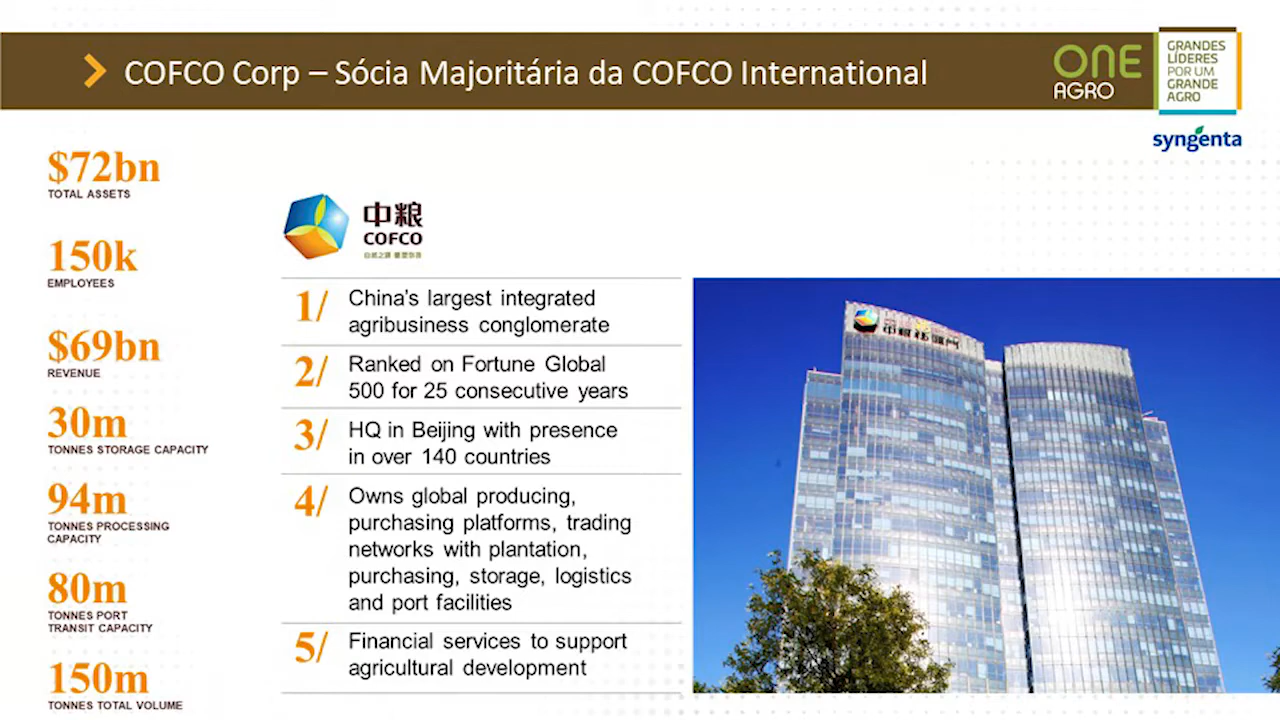 COFCO Corp – Sócia Majoritária da COFCO International
ONE
AGRO
GRANDES
LÍDERES
POR UM
GRANDE
AGRO
syngenta
$72bn
TOTAL ASSETS
150k
EMPLOYEES
$69bn
REVENUE
30m
TONNES STORAGE CAPACITY
94m
TONNES PROCESSING
CAPACITY
80m
TONNES PORT
TRANSIT CAPACITY
150m
TONNES TOTAL VOLUME
中粮
COFCO
1/ China's largest integrated
agribusiness conglomerate
2/ Ranked on Fortune Global
500 for 25 consecutive years
3/ HQ in Beijing with presence
in over 140 countries
4/ Owns global producing,
purchasing platforms, trading
networks with plantation,
purchasing, storage, logistics
and port facilities
5/ Financial services to support
agricultural development